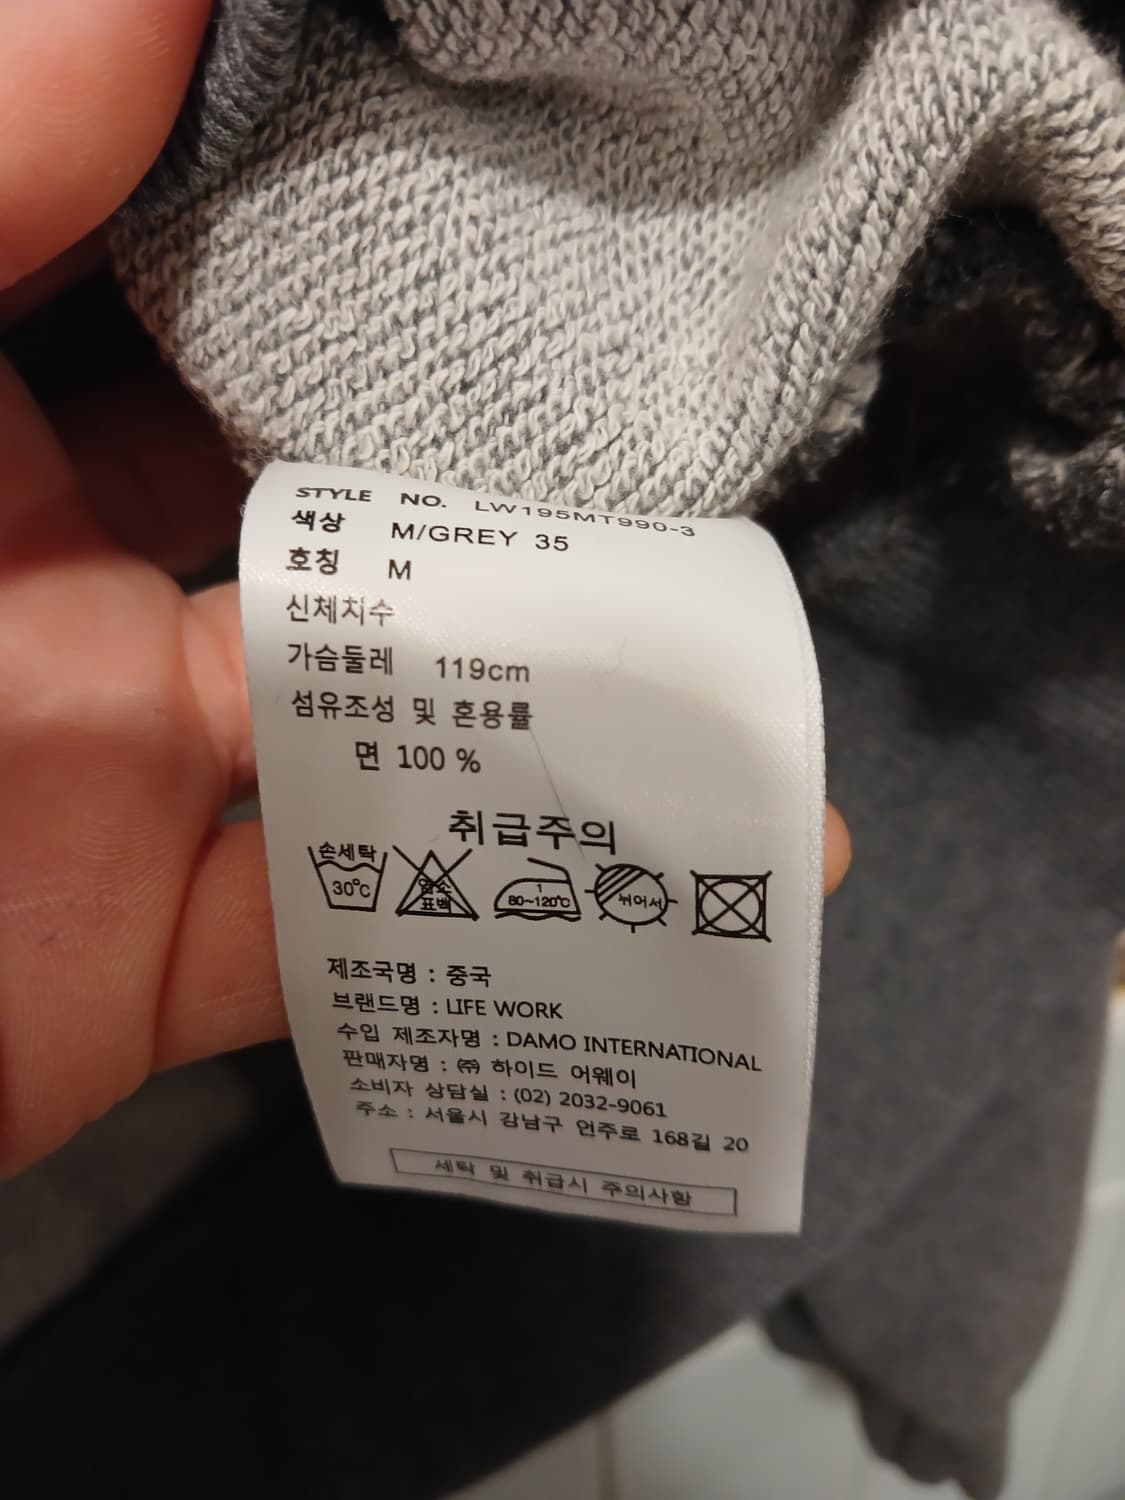 STYLE NO. LW195MT990-3
색상 M/GREY 35
호칭 M
신체치수
가슴둘레 119cm
섬유조성 및 혼용률
면 100 %
취급주의
손세탁
30℃
염소
표백
1
80~120℃
뉘어서
제조국명 : 중국
브랜드명 : LIFE WORK
수입 제조자명 : DAMO INTERNATIONAL
판매자명 : ㈜ 하이드 어웨이
소비자 상담실 : (02) 2032-9061
주소 : 서울시 강남구 언주로 168길 20
세탁 및 취급시 주의사항